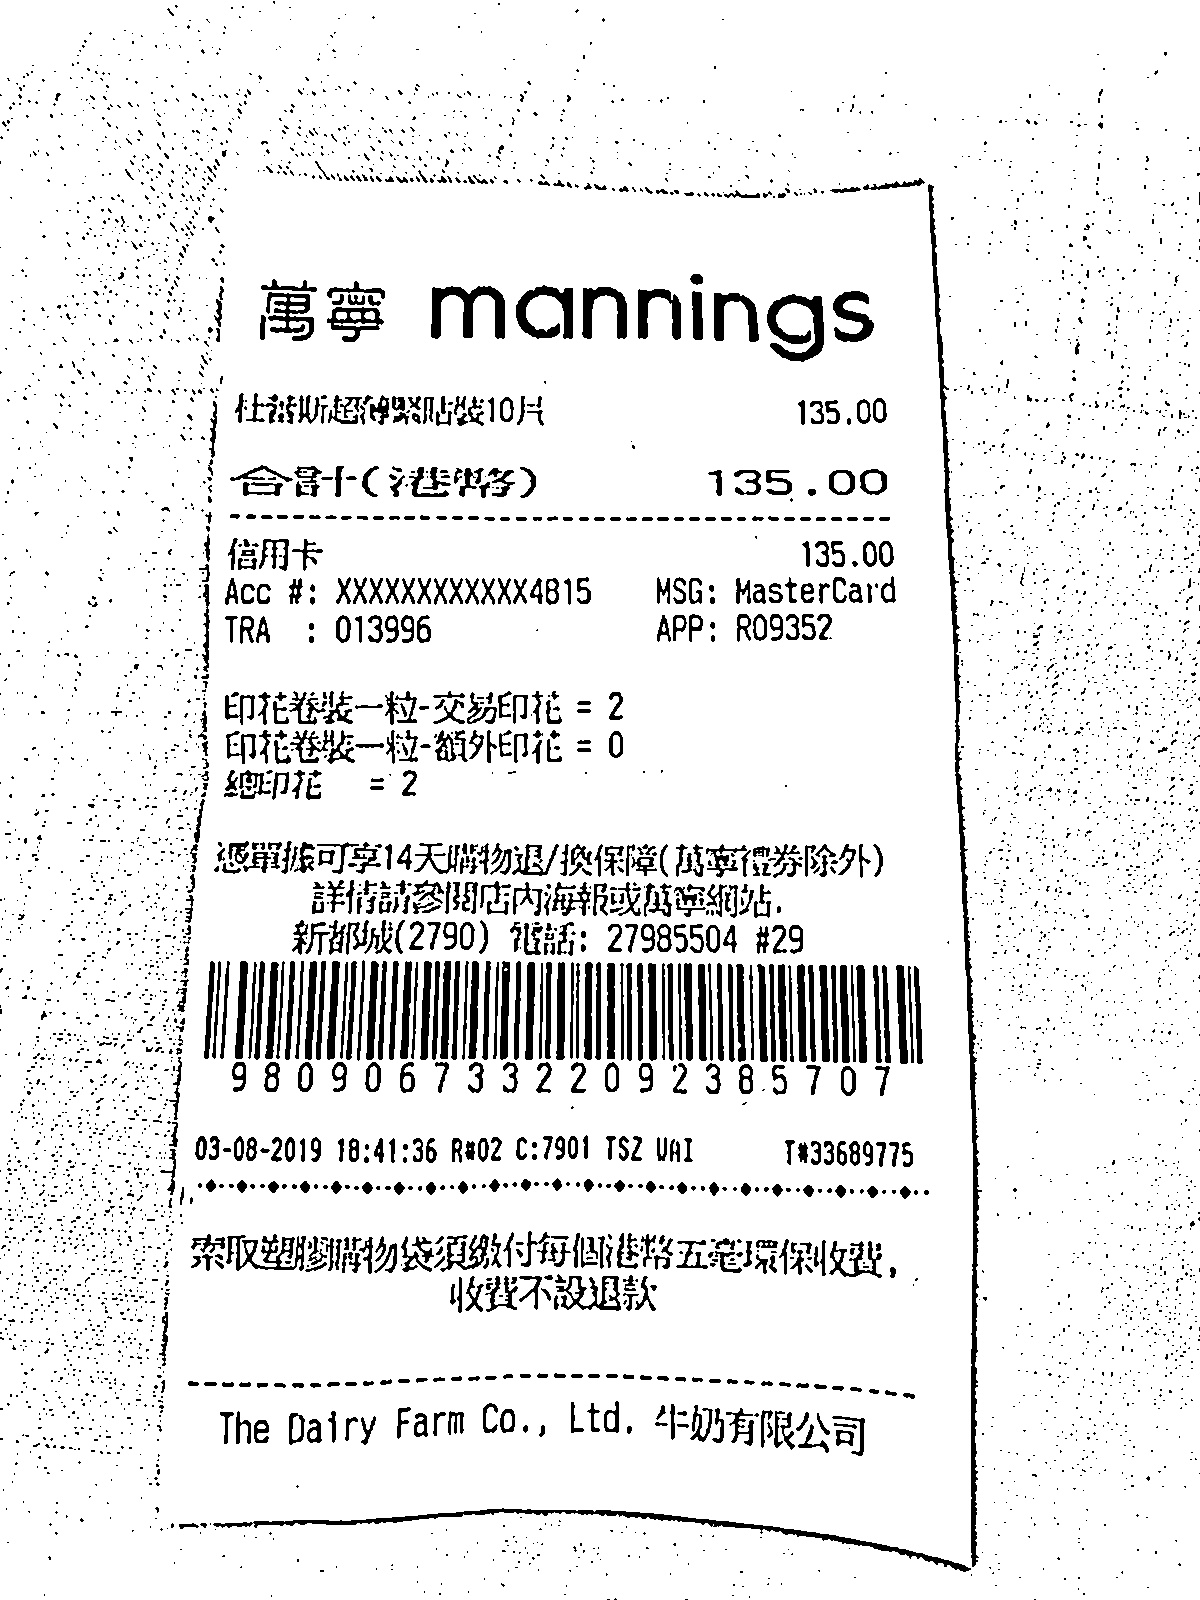 萬寧 mannings
杜蕾斯超薄緊貼裝10片 135.00
合計(港幣) 135.00
信用卡 135.00
Acc #: XXXXXXXXXXXX4815 MSG: MasterCard
TRA : 013996 APP: R09352
印花卷裝一粒-交易印花 = 2
印花卷裝一粒-額外印花 = 0
總印花 = 2
憑單據可享14天購物退/換保障(萬寧禮券除外)
詳情請參閱店內海報或萬寧網站.
新都城(2790) 電話: 27985504 #29
98090673322092385707
03-08-2019 18:41:36 R#02 C:7901 TSZ WAI T#33689775
索取塑膠購物袋須繳付每個港幣五毫環保收費,
收費不設退款
The Dairy Farm Co., Ltd. 牛奶有限公司